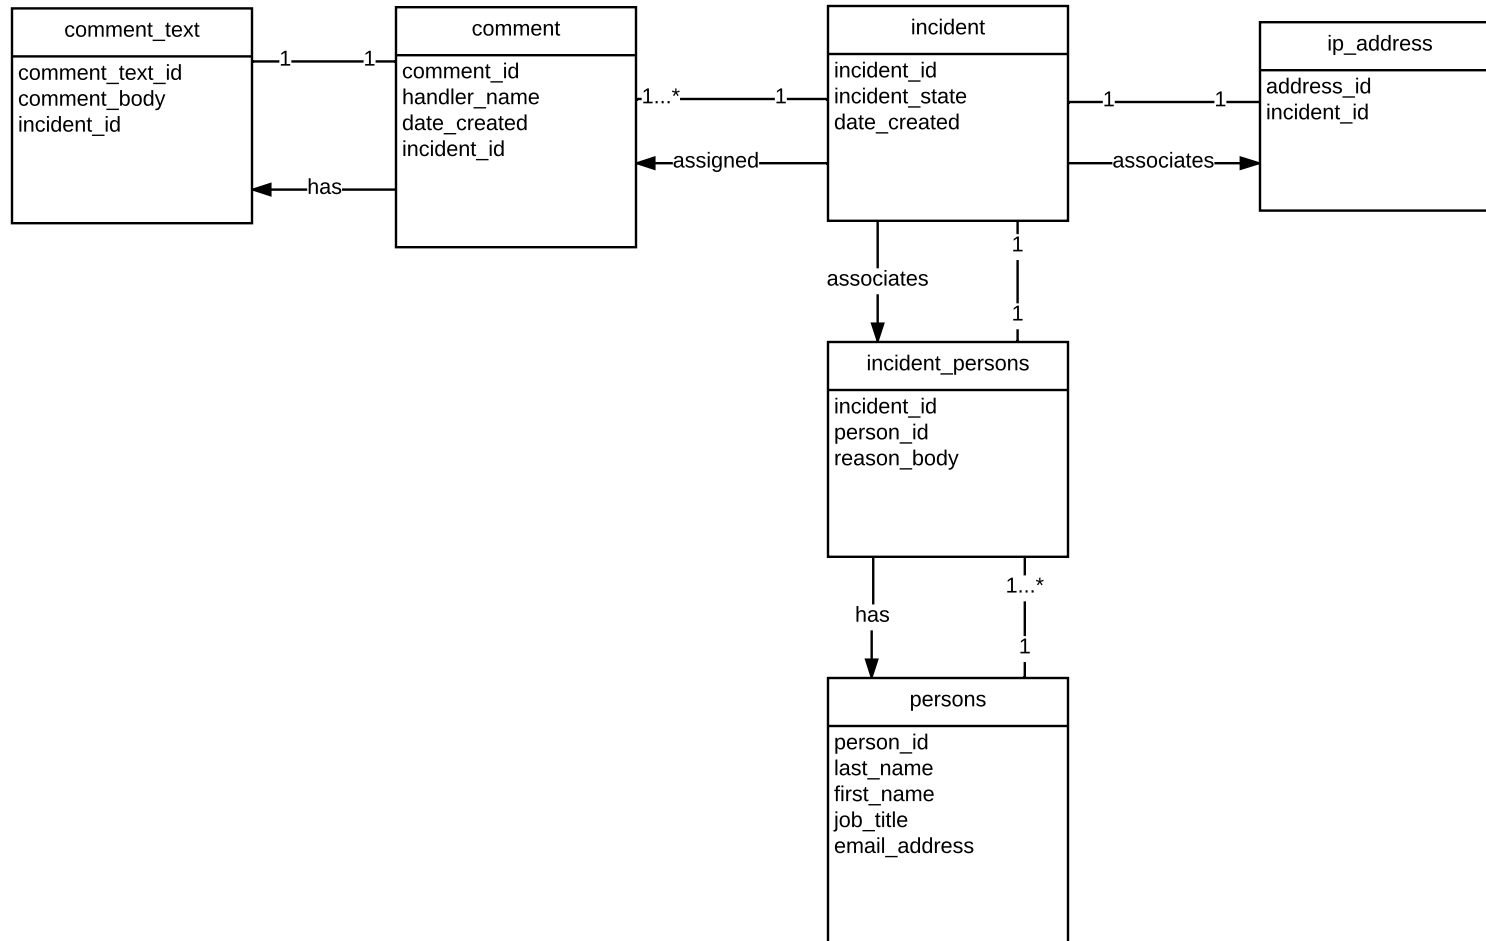 comment_text
comment_text_id
comment_body
incident_id
1
1
has
comment
comment_id
handler_name
date_created
incident_id
1...*
1
assigned
incident
incident_id
incident_state
date_created
1
1
associates
ip_address
address_id
incident_id
associates
1
1
incident_persons
incident_id
person_id
reason_body
has
1...*
1
persons
person_id
last_name
first_name
job_title
email_address